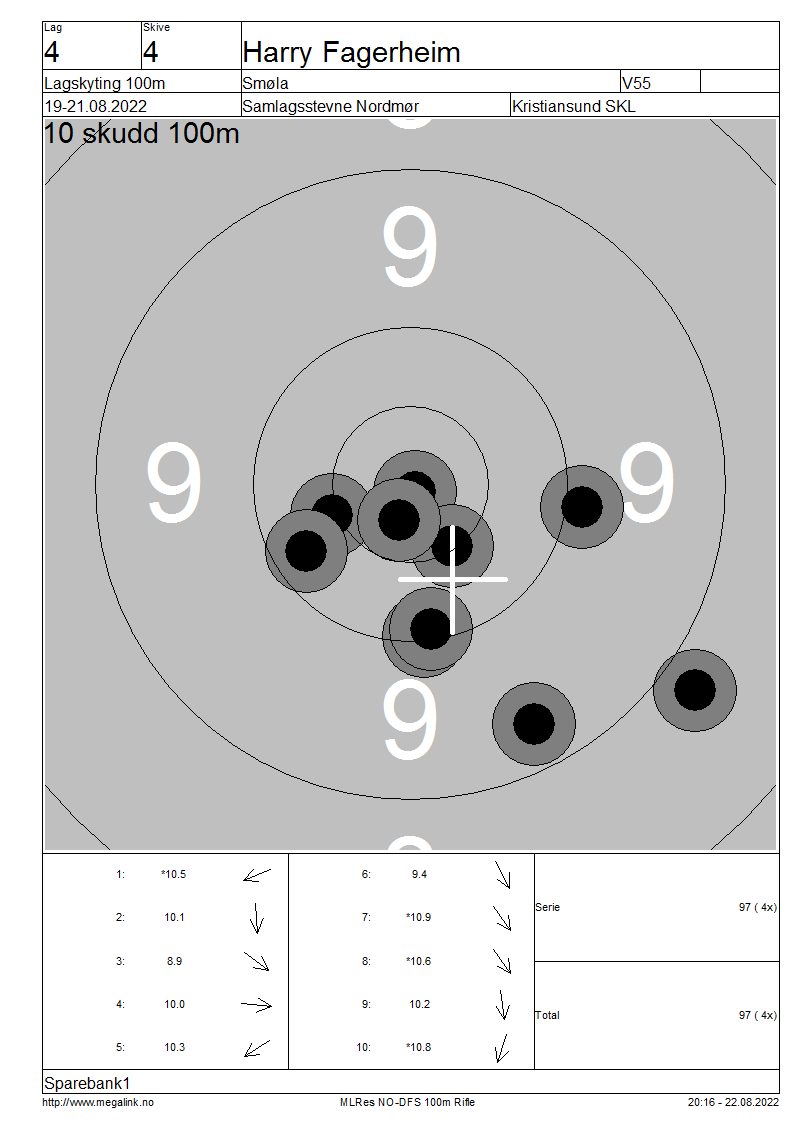 Lag Skive
4 4 Harry Fagerheim
Lagskyting 100m Smøla V55
19-21.08.2022 Samlagsstevne Nordmør Kristiansund SKL
10 skudd 100m
9
9 9
9
1: *10.5 6: 9.4
2: 10.1 7: *10.9
Serie 97 ( 4x)
3: 8.9 8: *10.6
4: 10.0 9: 10.2
Total 97 ( 4x)
5: 10.3 10: *10.8
Sparebank1
http://www.megalink.no MLRes NO-DFS 100m Rifle 20:16 - 22.08.2022